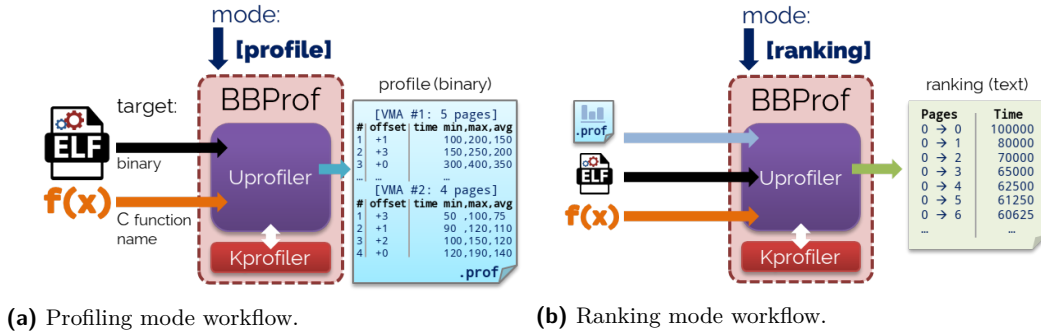 mode:
[profile]
target:
ELF
binary
f(x)
C function
name
BBProf
Uprofiler
Kprofiler
profile (binary)
[VMA #1: 5 pages]
# offset time min,max,avg
1 +1 100,200,150
2 +3 150,250,200
3 +0 300,400,350
… … …
[VMA #2: 4 pages]
# offset time min,max,avg
1 +3 50 ,100,75
2 +1 90 ,120,110
3 +2 100,150,120
4 +0 120,190,140
.prof
(a) Profiling mode workflow.
mode:
[ranking]
.prof
ELF
f(x)
BBProf
Uprofiler
Kprofiler
ranking (text)
Pages Time
0 → 0 100000
0 → 1 80000
0 → 2 70000
0 → 3 65000
0 → 4 62500
0 → 5 61250
0 → 6 60625
… …
(b) Ranking mode workflow.